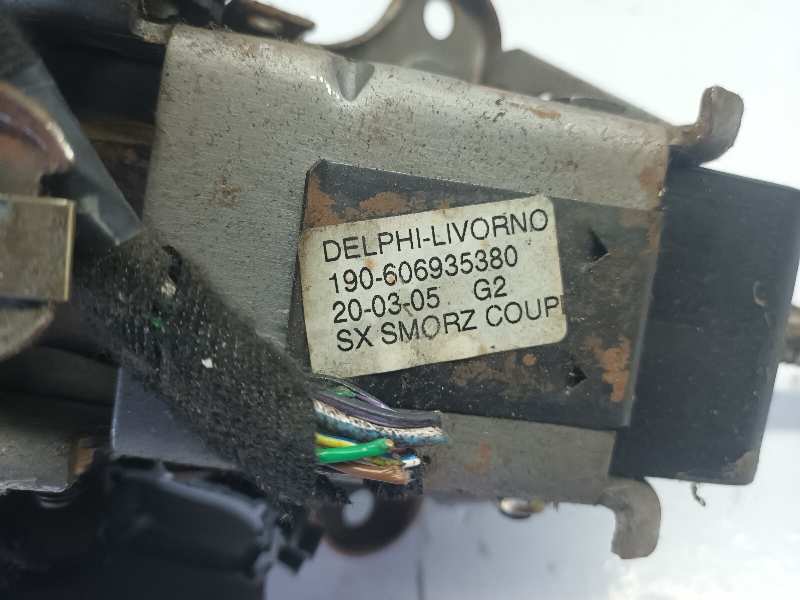 DELPHI-LIVORNO
190-606935380
20-03-05 G2
SX SMORZ COUP